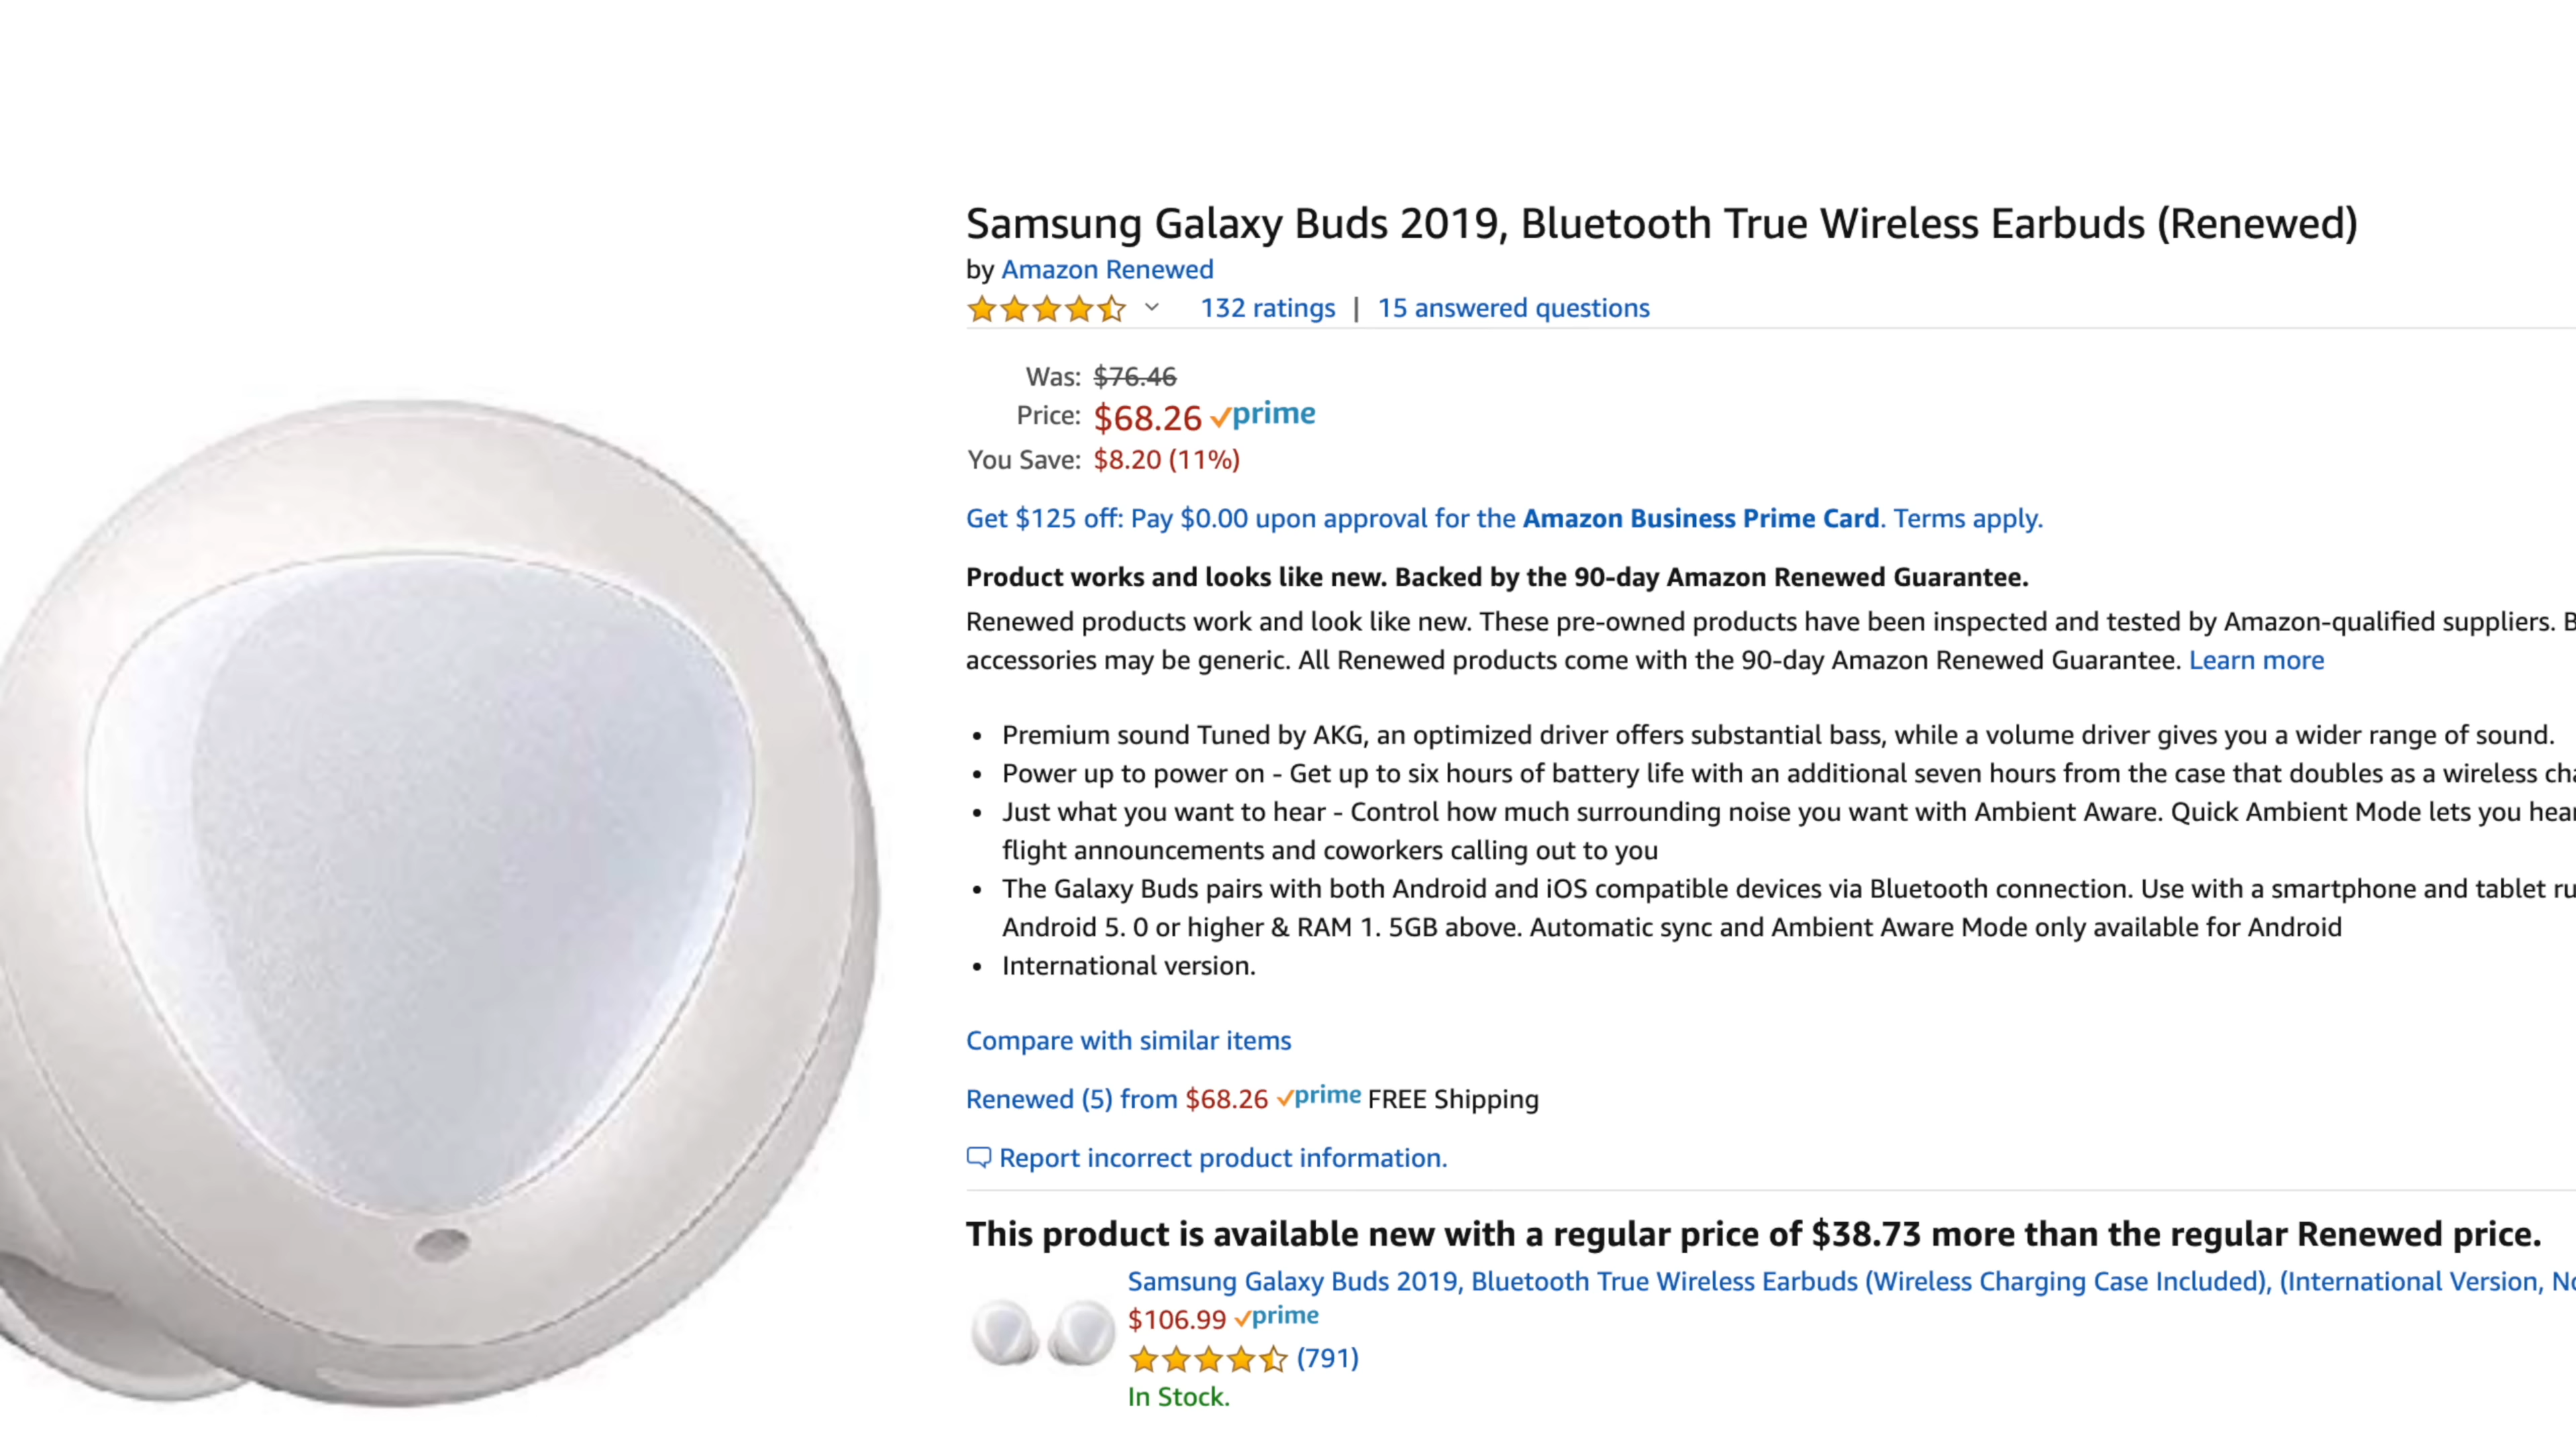 Samsung Galaxy Buds 2019, Bluetooth True Wireless Earbuds (Renewed)
by Amazon Renewed
132 ratings | 15 answered questions
Was: $76.46
Price: $68.26 prime
You Save: $8.20 (11%)
Get $125 off: Pay $0.00 upon approval for the Amazon Business Prime Card. Terms apply.
Product works and looks like new. Backed by the 90-day Amazon Renewed Guarantee.
Renewed products work and look like new. These pre-owned products have been inspected and tested by Amazon-qualified suppliers.
accessories may be generic. All Renewed products come with the 90-day Amazon Renewed Guarantee. Learn more
• Premium sound Tuned by AKG, an optimized driver offers substantial bass, while a volume driver gives you a wider range of sound.
• Power up to power on - Get up to six hours of battery life with an additional seven hours from the case that doubles as a wireless
• Just what you want to hear - Control how much surrounding noise you want with Ambient Aware. Quick Ambient Mode lets you hear
flight announcements and coworkers calling out to you
• The Galaxy Buds pairs with both Android and iOS compatible devices via Bluetooth connection. Use with a smartphone and tablet
Android 5. 0 or higher & RAM 1. 5GB above. Automatic sync and Ambient Aware Mode only available for Android
• International version.
Compare with similar items
Renewed (5) from $68.26 prime FREE Shipping
Report incorrect product information.
This product is available new with a regular price of $38.73 more than the regular Renewed price.
Samsung Galaxy Buds 2019, Bluetooth True Wireless Earbuds (Wireless Charging Case Included), (International Version,
$106.99 prime
(791)
In Stock.